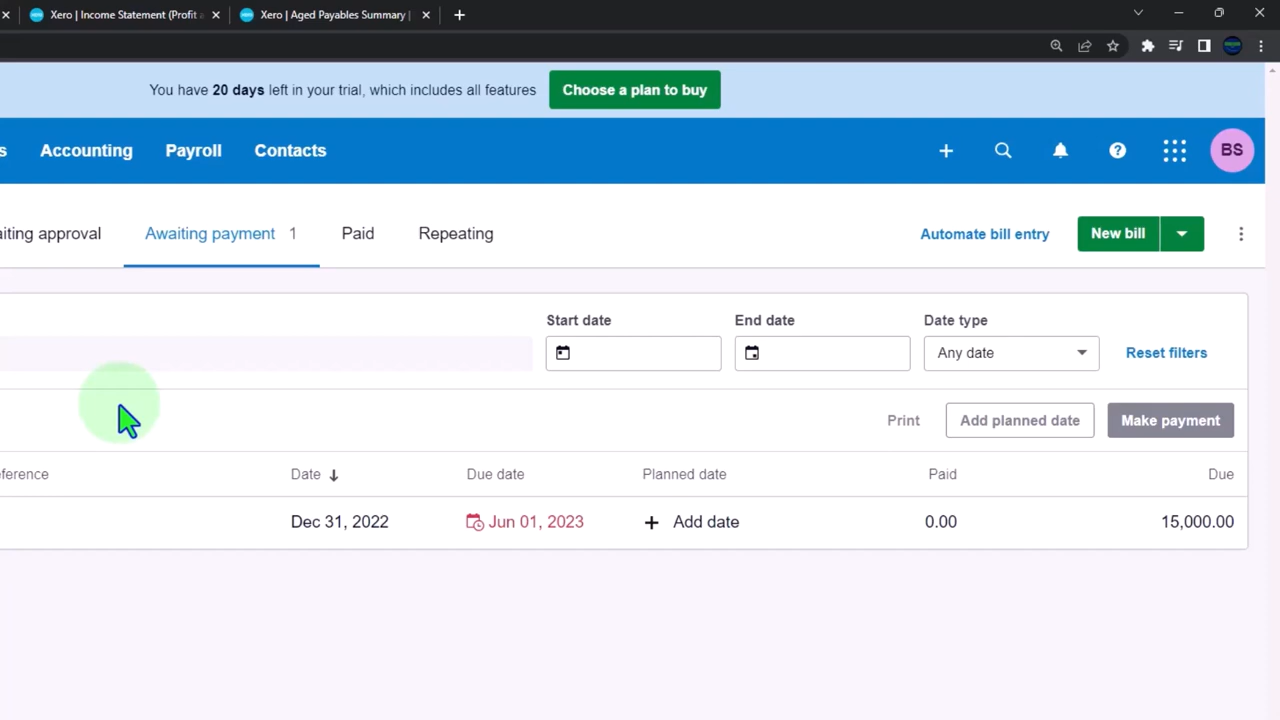 Xero | Income Statement (Profit a
Xero | Aged Payables Summary |
You have 20 days left in your trial, which includes all features
Choose a plan to buy
s Accounting Payroll Contacts
BS
iting approval Awaiting payment 1 Paid Repeating
Automate bill entry New bill
Start date End date Date type
Any date Reset filters
Print Add planned date Make payment
eference Date Due date Planned date Paid Due
Dec 31, 2022 Jun 01, 2023 Add date 0.00 15,000.00